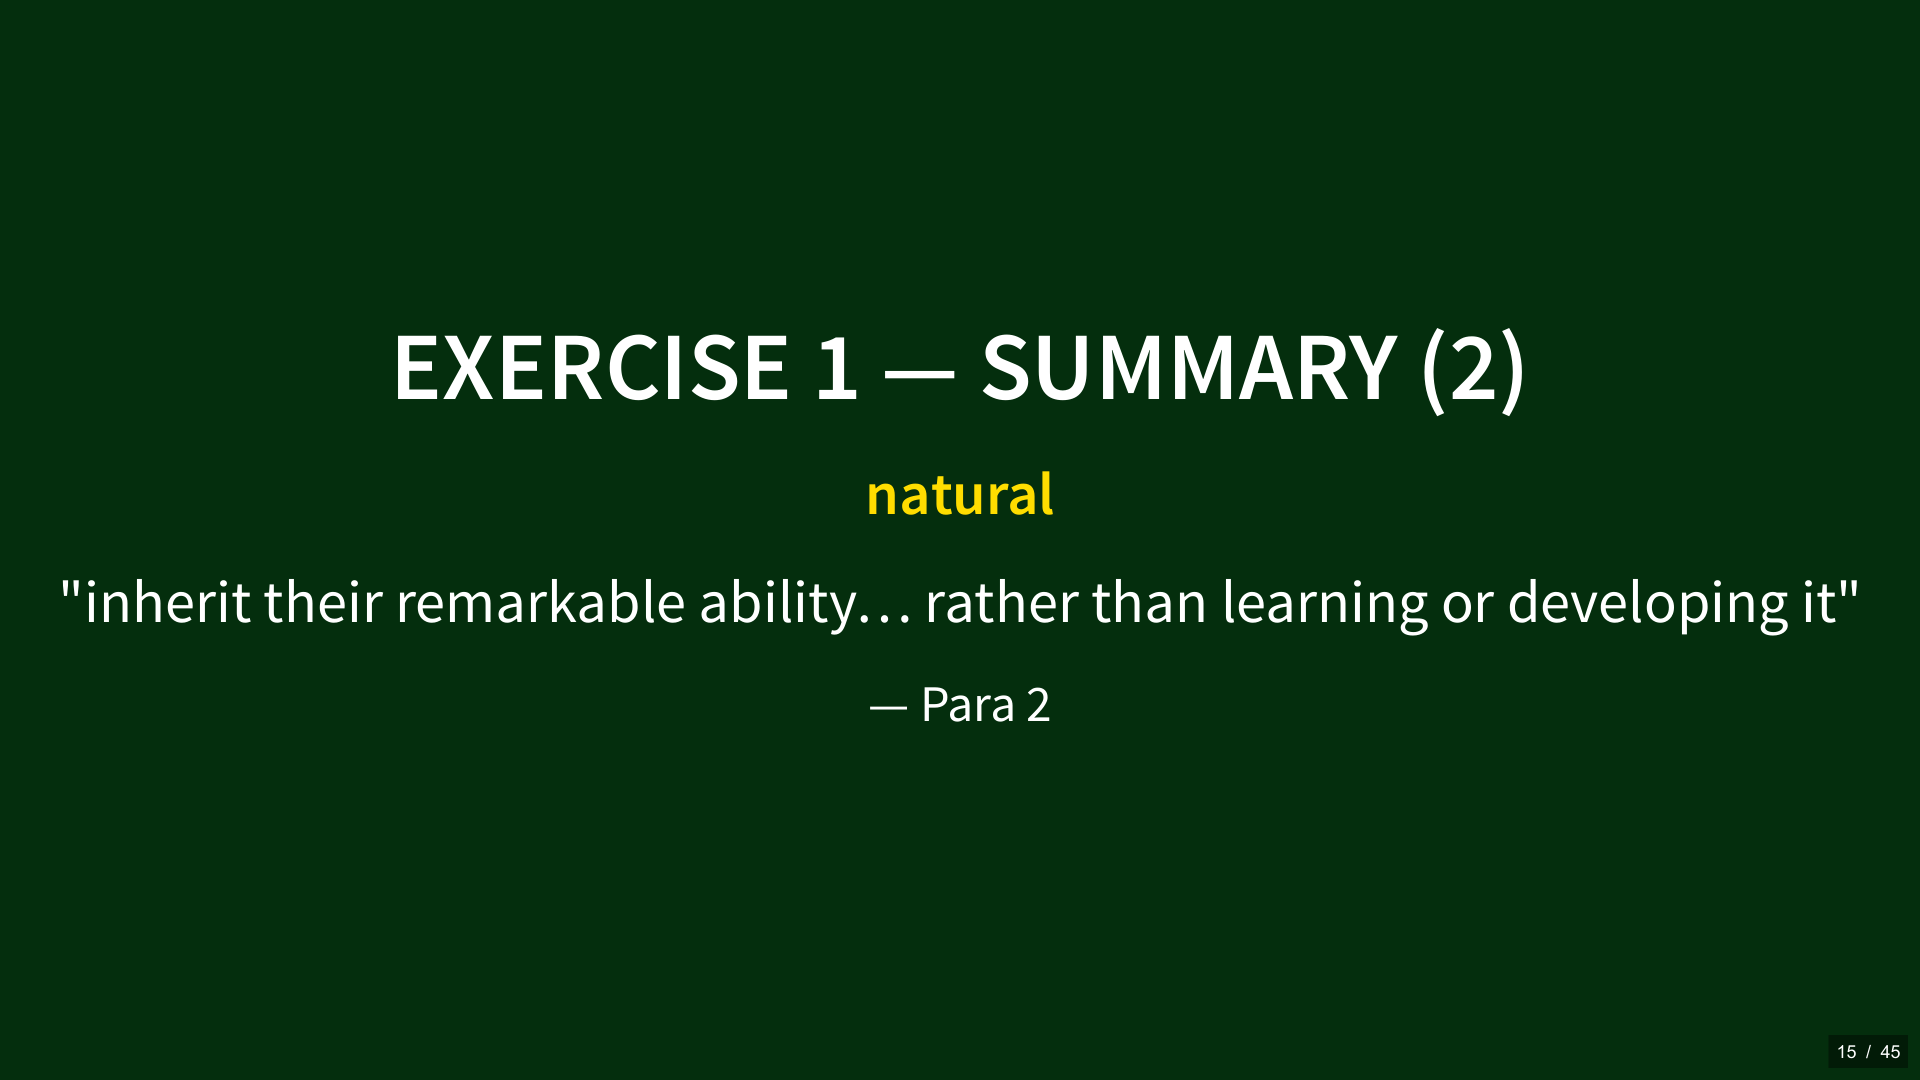 EXERCISE 1 — SUMMARY (2)
natural
"inherit their remarkable ability… rather than learning or developing it"
— Para 2
15 / 45